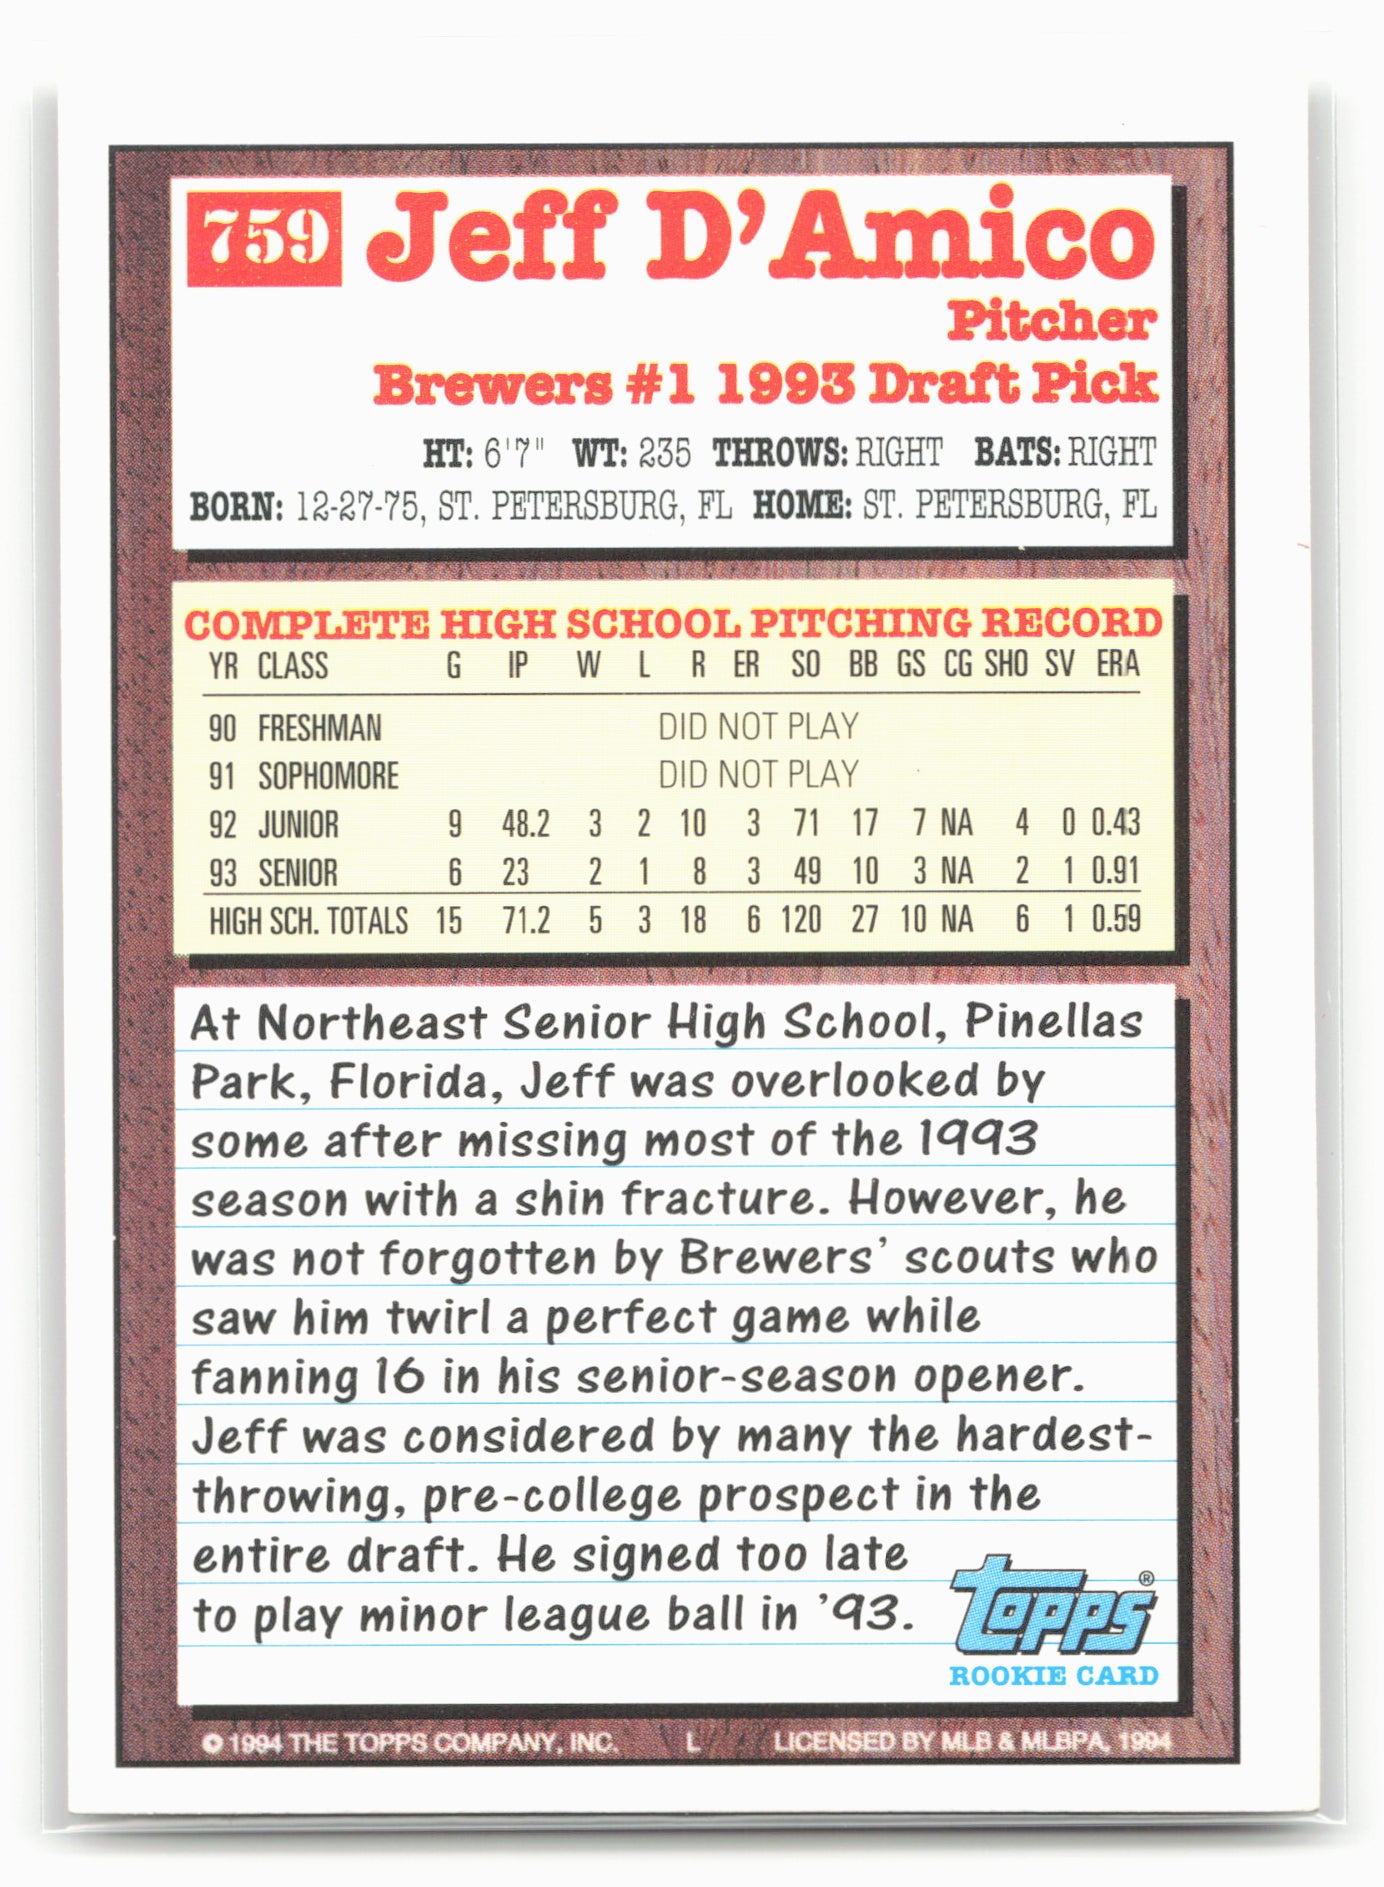 759 Jeff D'Amico
Pitcher
Brewers #1 1993 Draft Pick
HT: 6'7" WT: 235 THROWS: RIGHT BATS: RIGHT
BORN: 12-27-75, ST. PETERSBURG, FL HOME: ST. PETERSBURG, FL
COMPLETE HIGH SCHOOL PITCHING RECORD
YR CLASS G IP W L R ER SO BB GS CG SHO SV ERA
90 FRESHMAN DID NOT PLAY
91 SOPHOMORE DID NOT PLAY
92 JUNIOR 9 48.2 3 2 10 3 71 17 7 NA 4 0 0.43
93 SENIOR 6 23 2 1 8 3 49 10 3 NA 2 1 0.91
HIGH SCH. TOTALS 15 71.2 5 3 18 6 120 27 10 NA 6 1 0.59
At Northeast Senior High School, Pinellas
Park, Florida, Jeff was overlooked by
some after missing most of the 1993
season with a shin fracture. However, he
was not forgotten by Brewers' scouts who
saw him twirl a perfect game while
fanning 16 in his senior-season opener.
Jeff was considered by many the hardest-
throwing, pre-college prospect in the
entire draft. He signed too late
to play minor league ball in '93.
Topps ®
ROOKIE CARD
© 1994 THE TOPPS COMPANY, INC. L LICENSED BY MLB & MLBPA, 1994